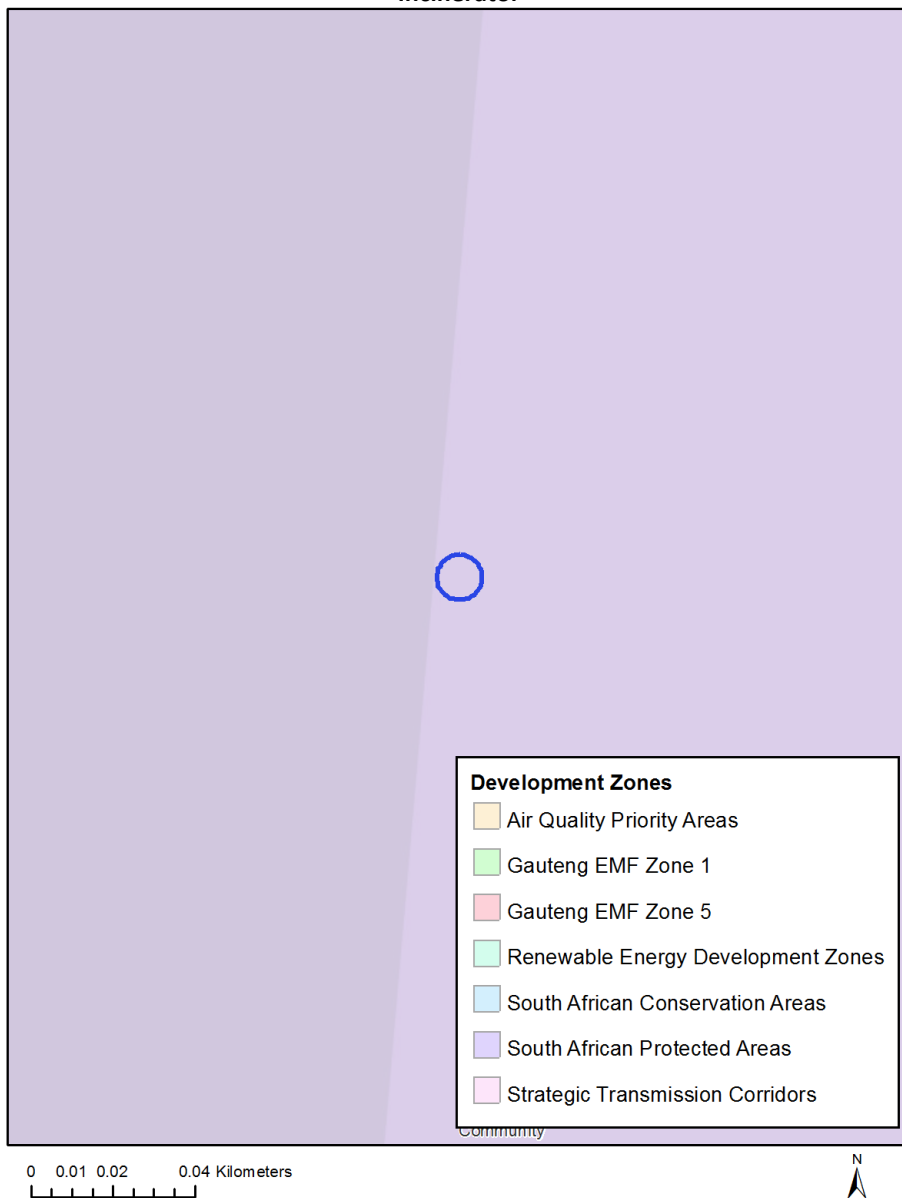 Development Zones
Air Quality Priority Areas
Gauteng EMF Zone 1
Gauteng EMF Zone 5
Renewable Energy Development Zones
South African Conservation Areas
South African Protected Areas
Strategic Transmission Corridors
Community
0 0.01 0.02 0.04 Kilometers
N